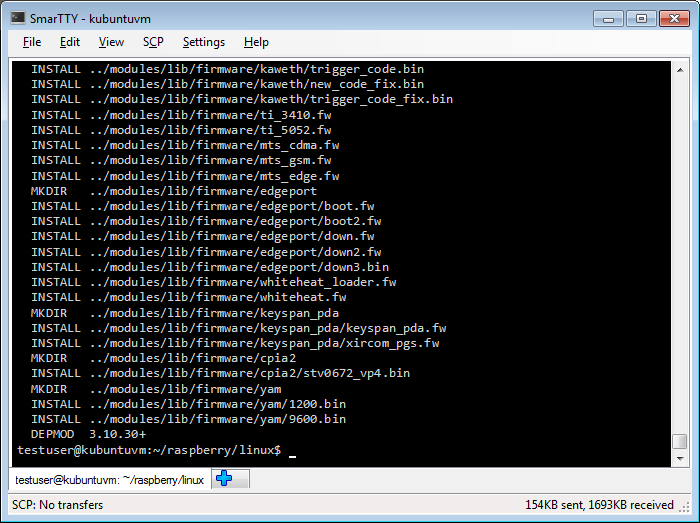 SmarTTY - kubuntuvm
File Edit View SCP Settings Help
INSTALL ../modules/lib/firmware/kaweth/trigger_code.bin
INSTALL ../modules/lib/firmware/kaweth/new_code_fix.bin
INSTALL ../modules/lib/firmware/kaweth/trigger_code_fix.bin
INSTALL ../modules/lib/firmware/ti_3410.fw
INSTALL ../modules/lib/firmware/ti_5052.fw
INSTALL ../modules/lib/firmware/mts_cdma.fw
INSTALL ../modules/lib/firmware/mts_gsm.fw
INSTALL ../modules/lib/firmware/mts_edge.fw
MKDIR   ../modules/lib/firmware/edgeport
INSTALL ../modules/lib/firmware/edgeport/boot.fw
INSTALL ../modules/lib/firmware/edgeport/boot2.fw
INSTALL ../modules/lib/firmware/edgeport/down.fw
INSTALL ../modules/lib/firmware/edgeport/down2.fw
INSTALL ../modules/lib/firmware/edgeport/down3.bin
INSTALL ../modules/lib/firmware/whiteheat_loader.fw
INSTALL ../modules/lib/firmware/whiteheat.fw
MKDIR   ../modules/lib/firmware/keyspan_pda
INSTALL ../modules/lib/firmware/keyspan_pda/keyspan_pda.fw
INSTALL ../modules/lib/firmware/keyspan_pda/xircom_pgs.fw
MKDIR   ../modules/lib/firmware/cpia2
INSTALL ../modules/lib/firmware/cpia2/stv0672_vp4.bin
MKDIR   ../modules/lib/firmware/yam
INSTALL ../modules/lib/firmware/yam/1200.bin
INSTALL ../modules/lib/firmware/yam/9600.bin
DEPMOD  3.10.30+
testuser@kubuntuvm:~/raspberry/linux$ _
testuser@kubuntuvm: ~/raspberry/linux
SCP: No transfers 154KB sent, 1693KB received